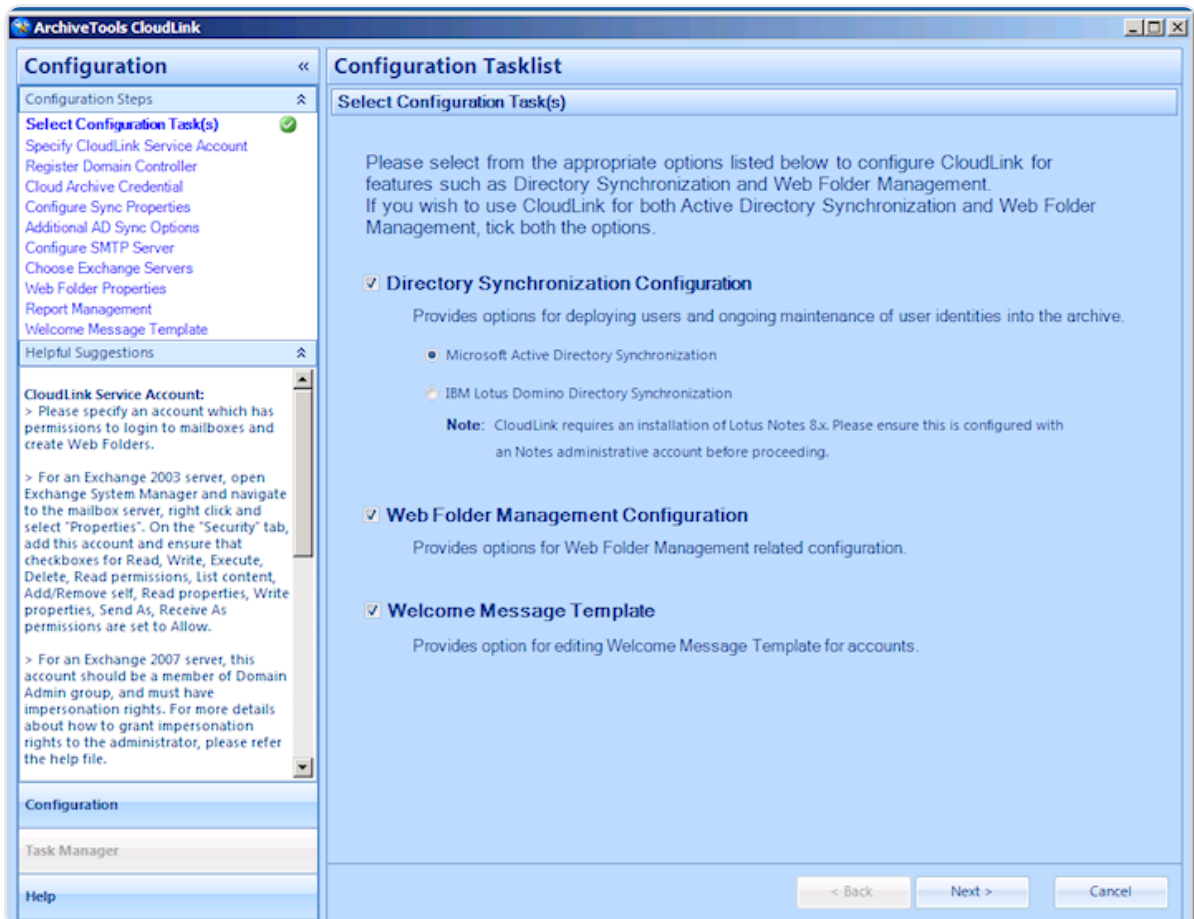 ArchiveTools CloudLink
Configuration
Configuration Steps
Select Configuration Task(s)
Specify CloudLink Service Account
Register Domain Controller
Cloud Archive Credential
Configure Sync Properties
Additional AD Sync Options
Configure SMTP Server
Choose Exchange Servers
Web Folder Properties
Report Management
Welcome Message Template
Helpful Suggestions
CloudLink Service Account:
> Please specify an account which has
permissions to login to mailboxes and
create Web Folders.
> For an Exchange 2003 server, open
Exchange System Manager and navigate
to the mailbox server, right click and
select "Properties". On the "Security" tab,
add this account and ensure that
checkboxes for Read, Write, Execute,
Delete, Read permissions, List content,
Add/Remove self, Read properties, Write
properties, Send As, Receive As
permissions are set to Allow.
> For an Exchange 2007 server, this
account should be a member of Domain
Admin group, and must have
impersonation rights. For more details
about how to grant impersonation
rights to the administrator, please refer
the help file.
Configuration
Task Manager
Help
Configuration Tasklist
Select Configuration Task(s)
Please select from the appropriate options listed below to configure CloudLink for
features such as Directory Synchronization and Web Folder Management.
If you wish to use CloudLink for both Active Directory Synchronization and Web Folder
Management, tick both the options.
Directory Synchronization Configuration
Provides options for deploying users and ongoing maintenance of user identities into the archive.
Microsoft Active Directory Synchronization
IBM Lotus Domino Directory Synchronization
Note: CloudLink requires an installation of Lotus Notes 8.x. Please ensure this is configured with
an Notes administrative account before proceeding.
Web Folder Management Configuration
Provides options for Web Folder Management related configuration.
Welcome Message Template
Provides option for editing Welcome Message Template for accounts.
< Back
Next >
Cancel